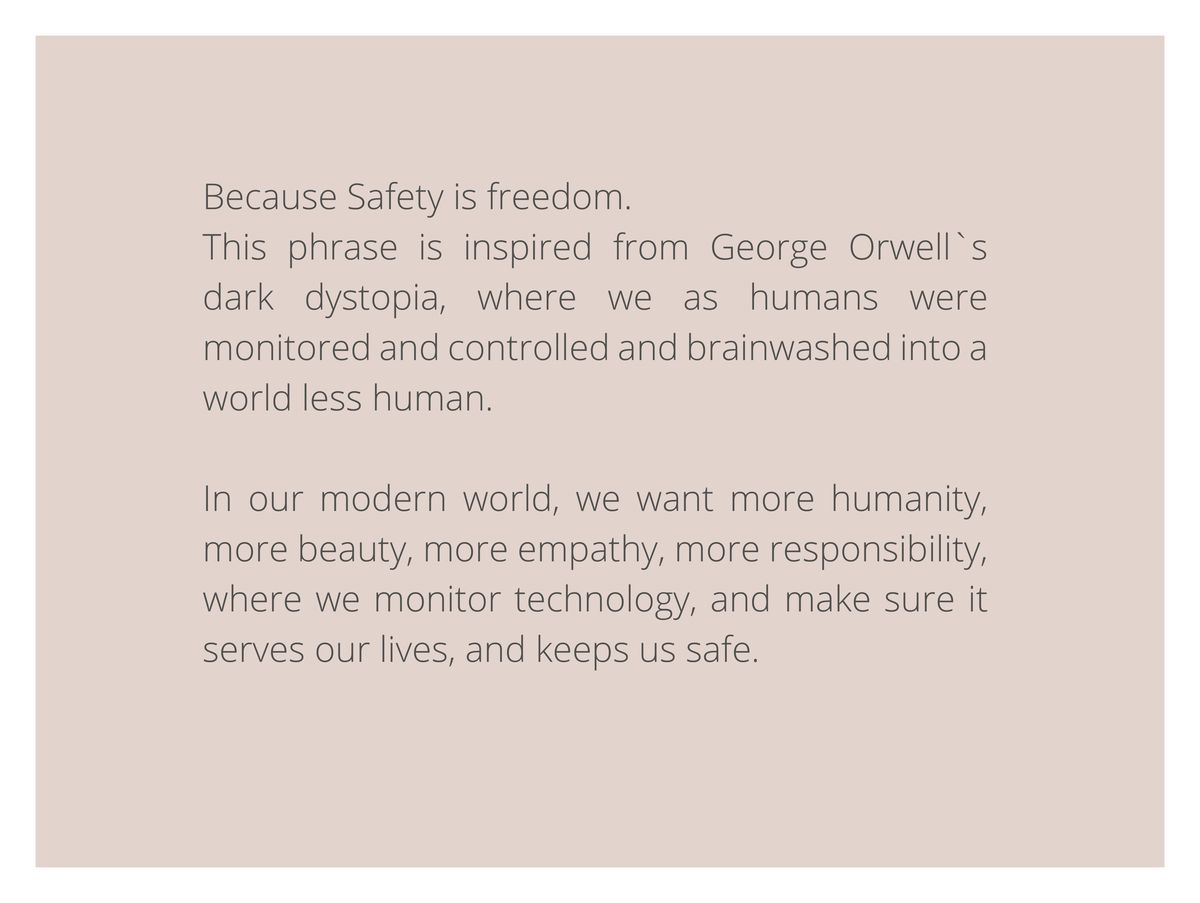 Because Safety is freedom.
This phrase is inspired from George Orwell`s
dark dystopia, where we as humans were
monitored and controlled and brainwashed into a
world less human.
In our modern world, we want more humanity,
more beauty, more empathy, more responsibility,
where we monitor technology, and make sure it
serves our lives, and keeps us safe.